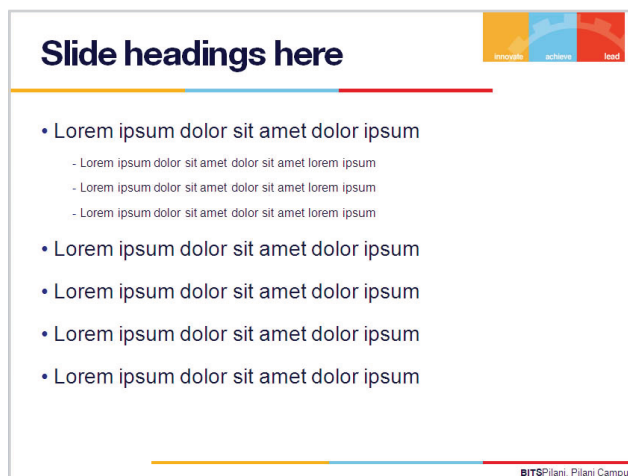 Slide headings here
innovate achieve lead
• Lorem ipsum dolor sit amet dolor ipsum
- Lorem ipsum dolor sit amet dolor sit amet lorem ipsum
- Lorem ipsum dolor sit amet dolor sit amet lorem ipsum
- Lorem ipsum dolor sit amet dolor sit amet lorem ipsum
• Lorem ipsum dolor sit amet dolor ipsum
• Lorem ipsum dolor sit amet dolor ipsum
• Lorem ipsum dolor sit amet dolor ipsum
• Lorem ipsum dolor sit amet dolor ipsum
BITSPilani, Pilani Campu